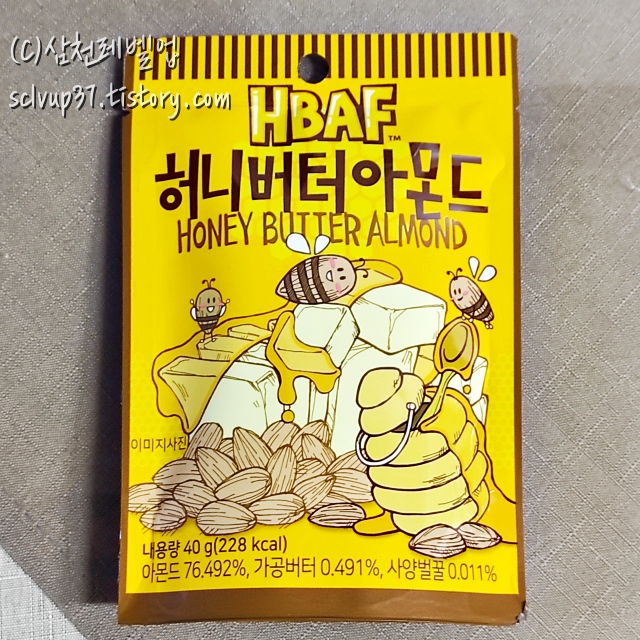 (C)삼천레벨업
sclvup37.tistory.com
HBAF™
허니버터아몬드
HONEY BUTTER ALMOND
이미지사진
내용량 40 g(228 kcal)
아몬드 76.492%, 가공버터 0.491%, 사양벌꿀 0.011%